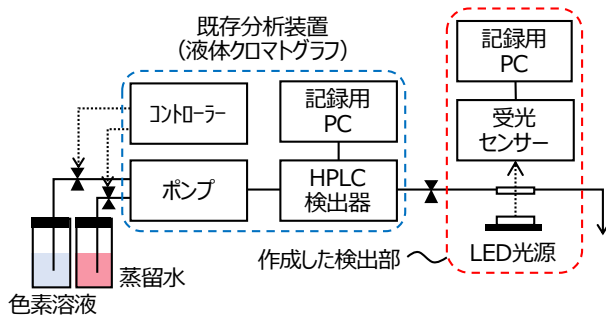 既存分析装置
(液体クロマトグラフ)
コントローラー
記録用
PC
ポンプ
HPLC
検出器
記録用
PC
受光
センサー
LED光源
作成した検出部
蒸留水
色素溶液